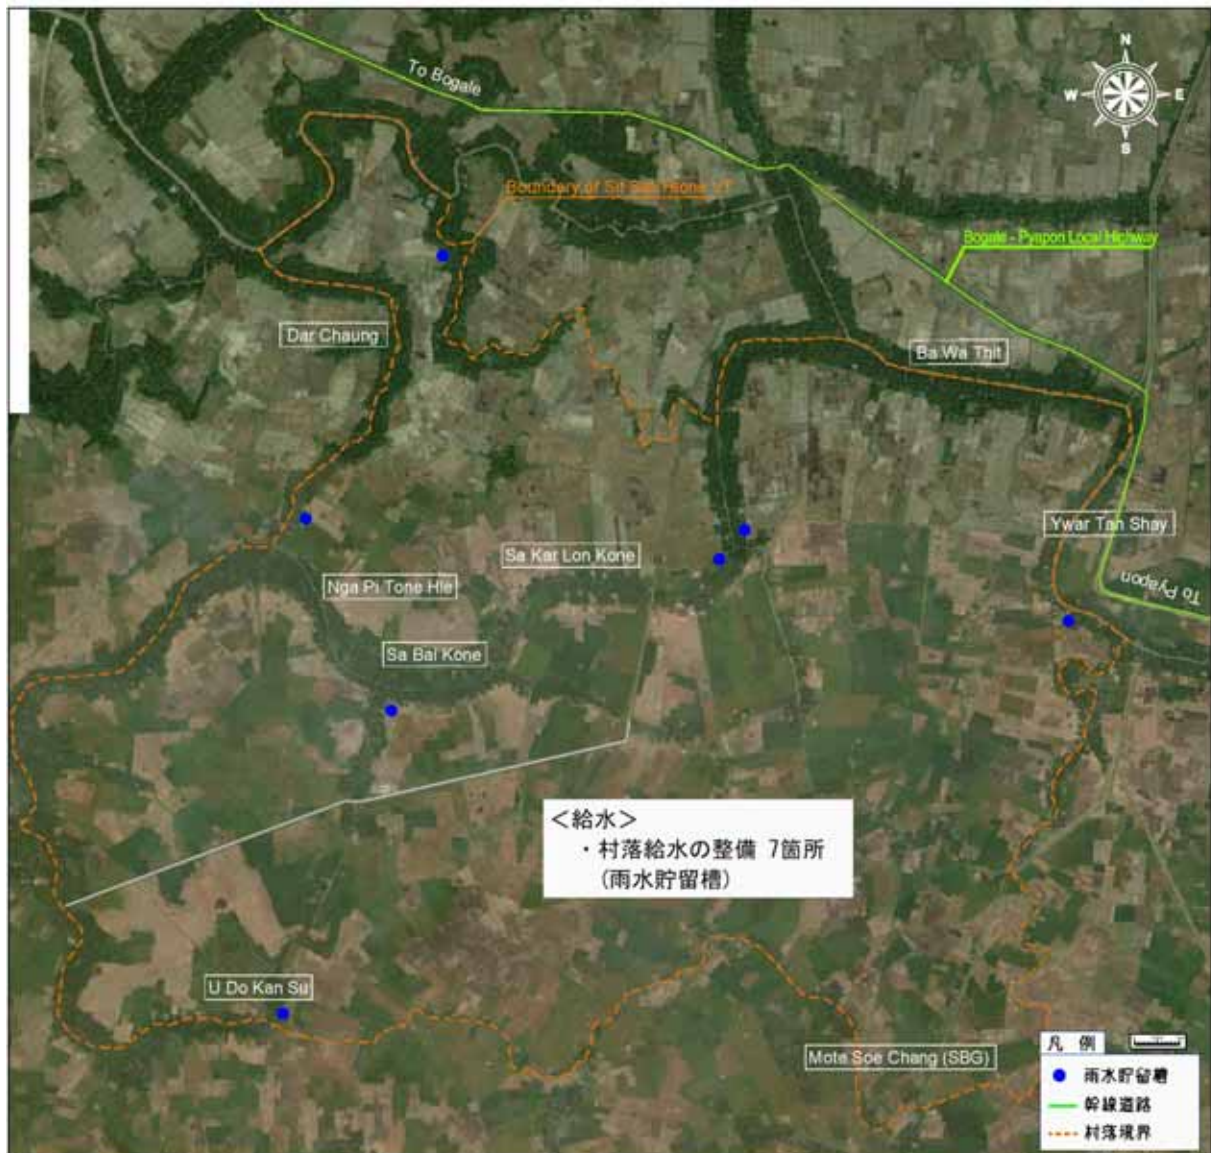 N
W
E
S
To Bogale
Boundary of Sit Salt Hsone VT
Bogale - Pyapon Local Highway
Dar Chaung
Ba Wa Thit
Ywar Tan Shay
Sa Kar Lon Kone
To Pyapon
Nga Pi Tone Hle
Sa Bai Kone
<給水>
・村落給水の整備 7箇所
(雨水貯留槽)
U Do Kan Su
Mote Soe Chang (SBG)
凡 例
雨水貯留槽
幹線道路
村落境界